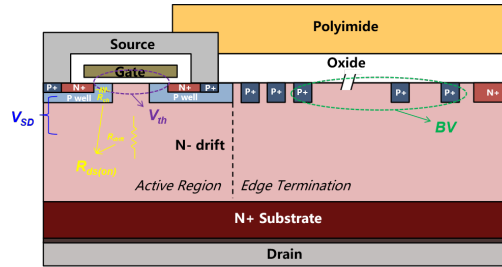 Polyimide
Source
Oxide
Gate
P+ N+ N+ P+ P+ P+ P+ P+ P+ N+
P well P well
V_SD
V_th
BV
N- drift
R_ds(on)
Active Region Edge Termination
N+ Substrate
Drain